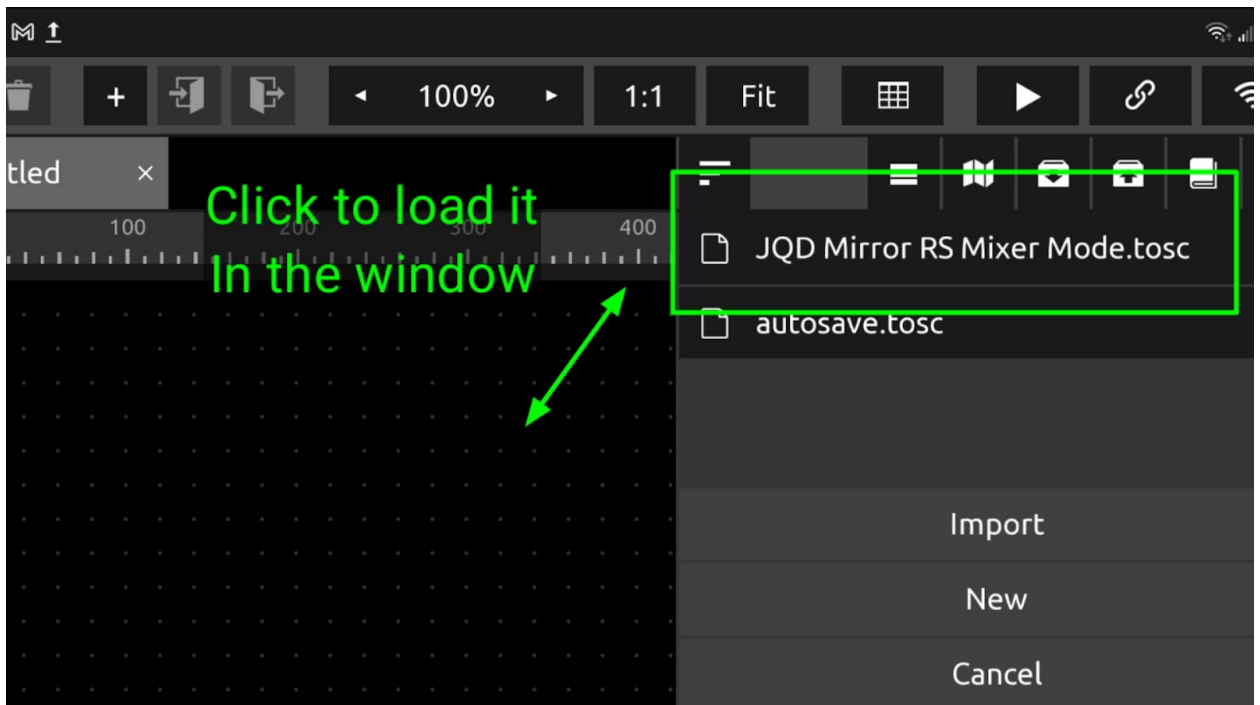 100%
1:1
Fit
tled
100
200
300
400
Click to load it
In the window
JQD Mirror RS Mixer Mode.tosc
autosave.tosc
Import
New
Cancel